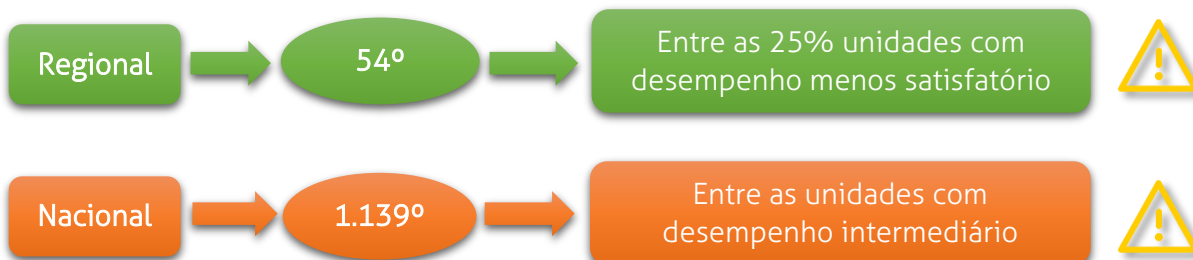 Regional
54º
Entre as 25% unidades com
desempenho menos satisfatório
Nacional
1.139º
Entre as unidades com
desempenho intermediário